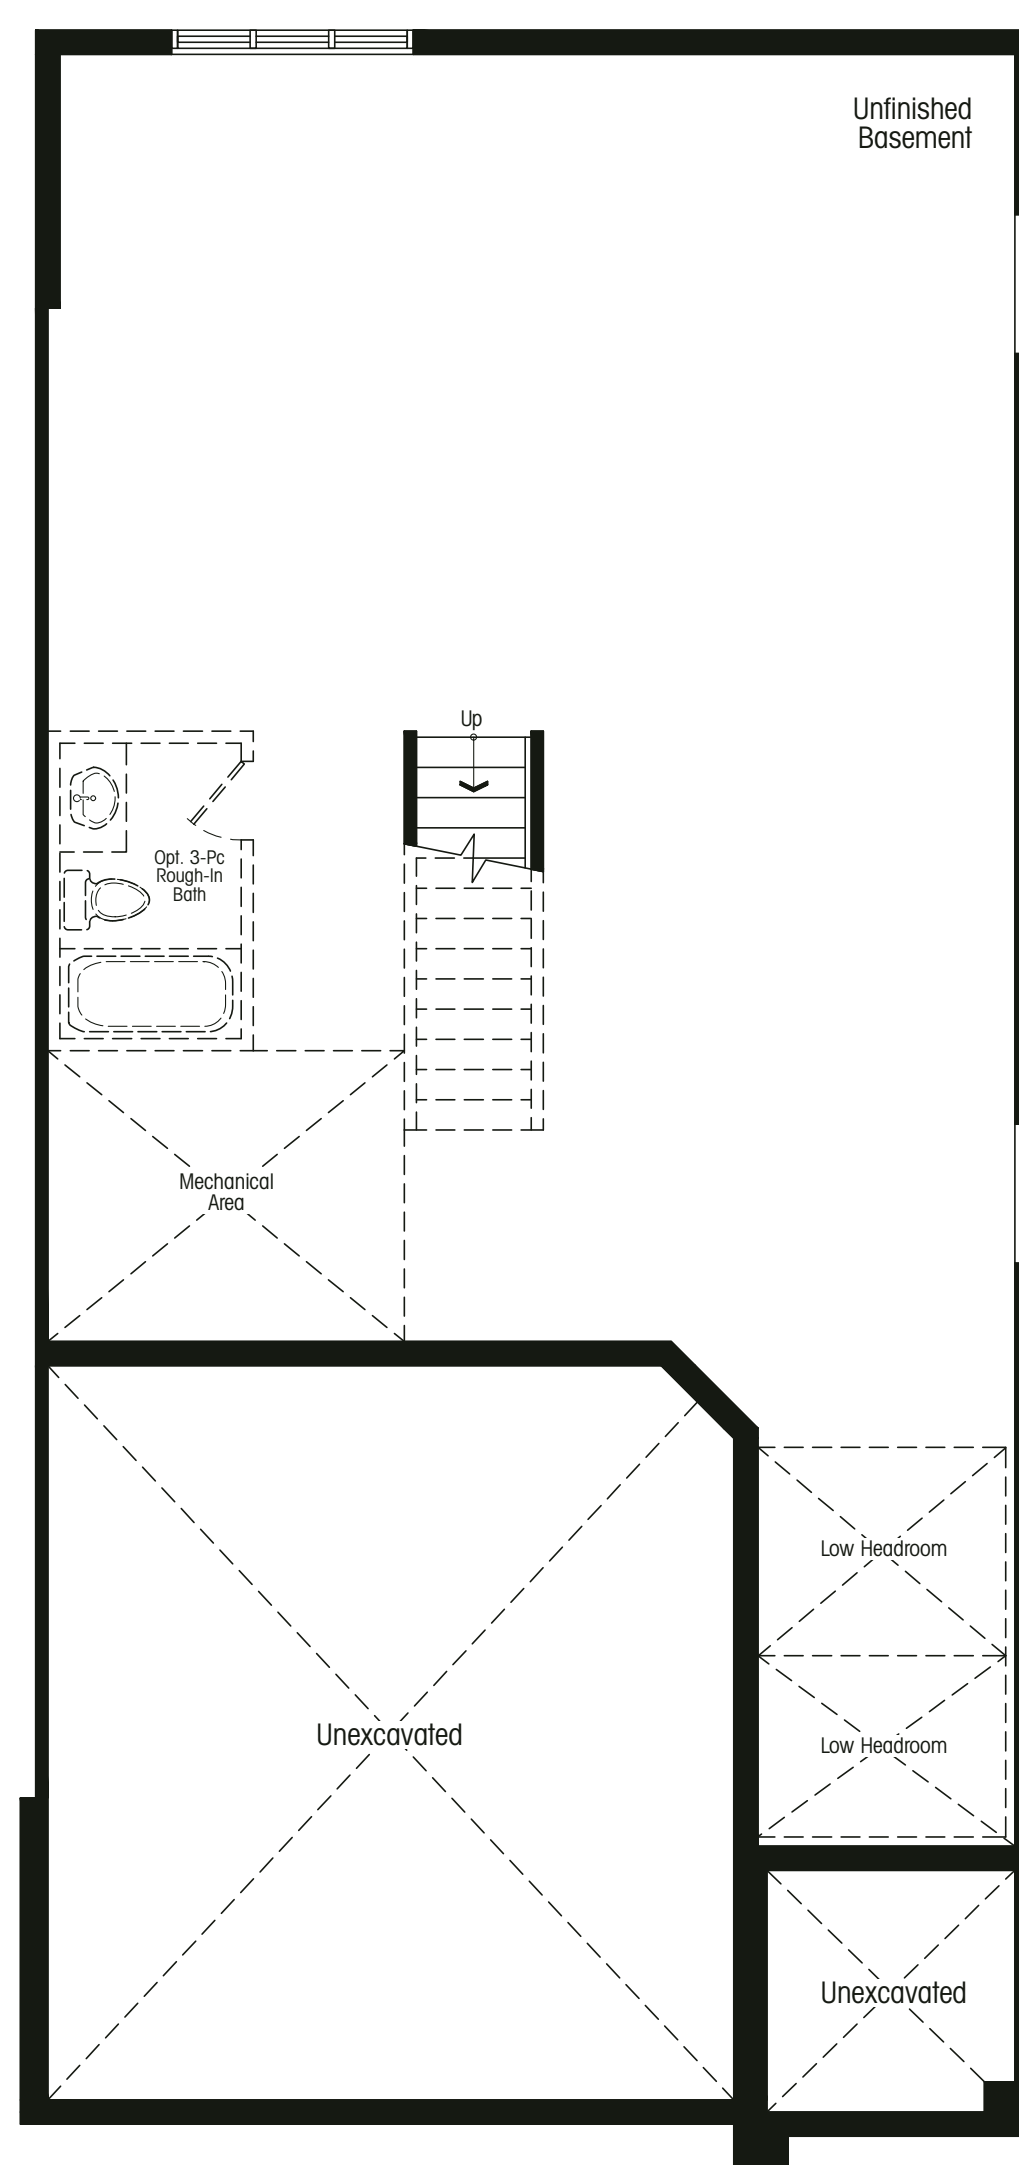 Unfinished
Basement
Up
Opt. 3-Pc
Rough-In
Bath
Mechanical
Area
Low Headroom
Unexcavated
Low Headroom
Unexcavated